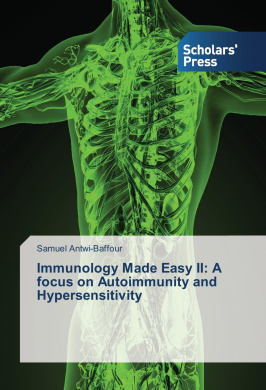 Scholars'
Press
Samuel Antwi-Baffour
Immunology Made Easy II: A
focus on Autoimmunity and
Hypersensitivity